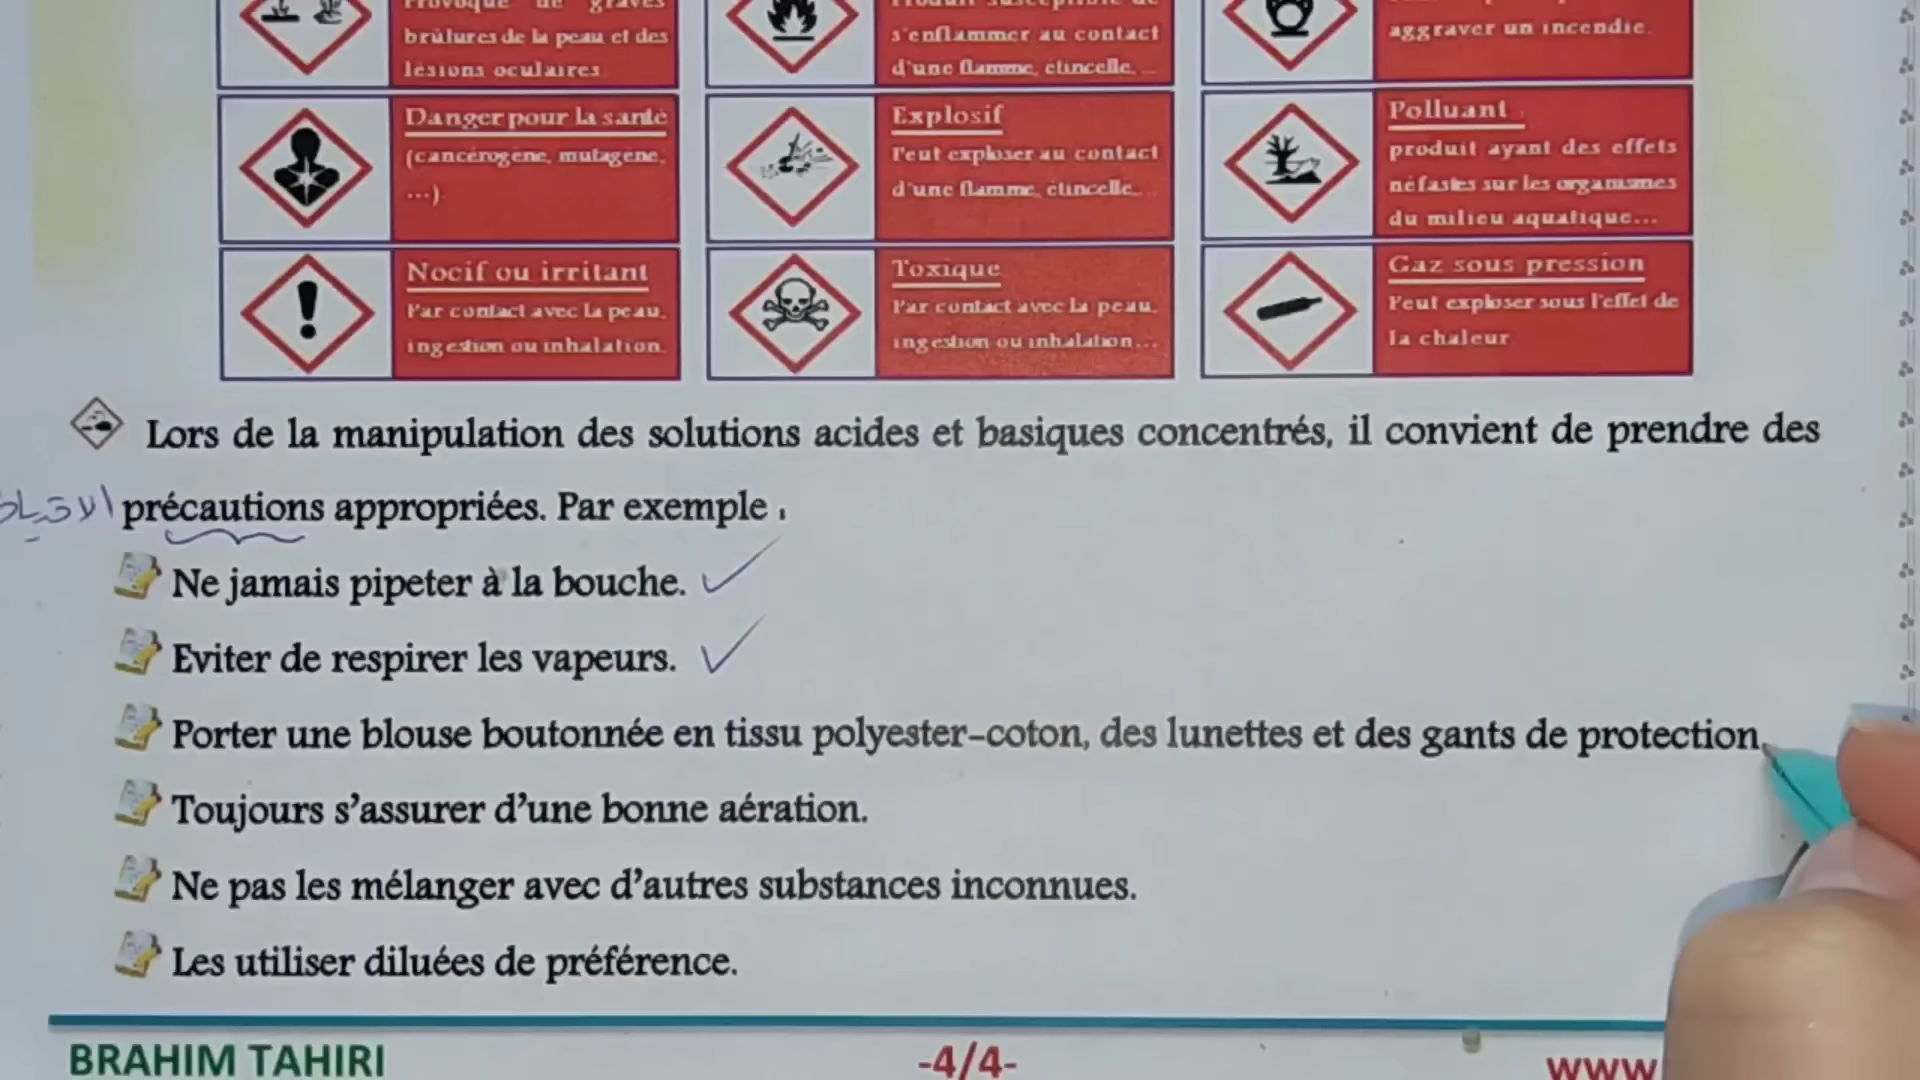 Provoque de graves
brûlures de la peau et des
lésions oculaires
Produit susceptible de
s'enflammer au contact
d'une flamme, étincelle, ...
aggraver un incendie.
Danger pour la santé
(cancérogène, mutagène,
...).
Explosif
Peut exploser au contact
d'une flamme, étincelle...
Polluant
produit ayant des effets
néfastes sur les organismes
du milieu aquatique...
Nocif ou irritant
Par contact avec la peau,
ingestion ou inhalation.
Toxique
Par contact avec la peau,
ingestion ou inhalation...
Gaz sous pression
Peut exploser sous l'effet de
la chaleur
Lors de la manipulation des solutions acides et basiques concentrés, il convient de prendre des
précautions appropriées. Par exemple :
Ne jamais pipeter à la bouche.
Eviter de respirer les vapeurs.
Porter une blouse boutonnée en tissu polyester-coton, des lunettes et des gants de protection.
Toujours s'assurer d'une bonne aération.
Ne pas les mélanger avec d'autres substances inconnues.
Les utiliser diluées de préférence.
BRAHIM TAHIRI
-4/4-
www